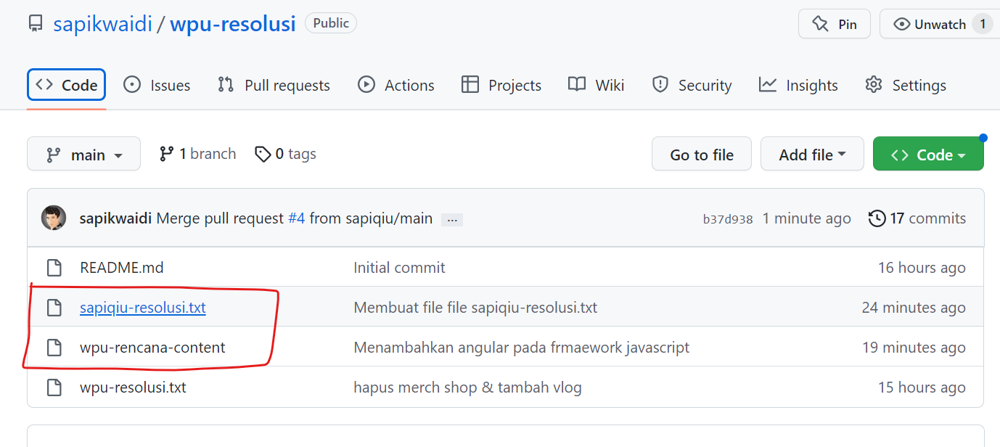 sapikwaidi / wpu-resolusi Public Pin Unwatch 1
Code Issues Pull requests Actions Projects Wiki Security Insights Settings
main 1 branch 0 tags Go to file Add file Code
sapikwaidi Merge pull request #4 from sapiqiu/main ... b37d938 1 minute ago 17 commits
README.md Initial commit 16 hours ago
sapiqiu-resolusi.txt Membuat file file sapiqiu-resolusi.txt 24 minutes ago
wpu-rencana-content Menambahkan angular pada frmaework javascript 19 minutes ago
wpu-resolusi.txt hapus merch shop & tambah vlog 15 hours ago